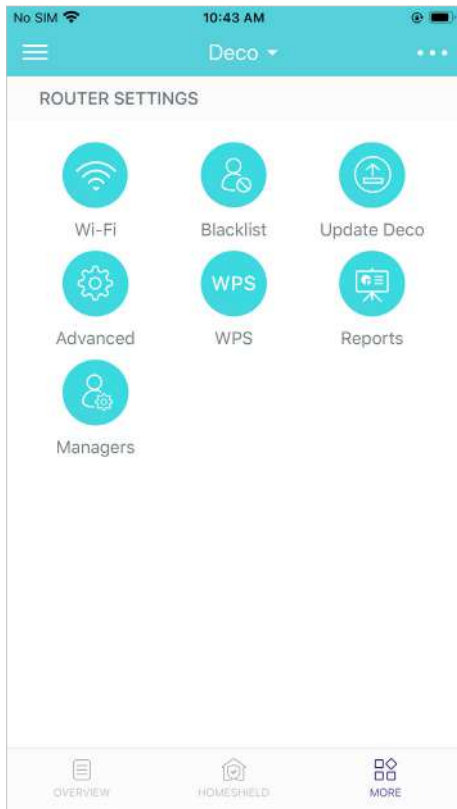 No SIM 10:43 AM
Deco
ROUTER SETTINGS
Wi-Fi Blacklist Update Deco
WPS
Advanced WPS Reports
Managers
OVERVIEW HOMESHIELD MORE